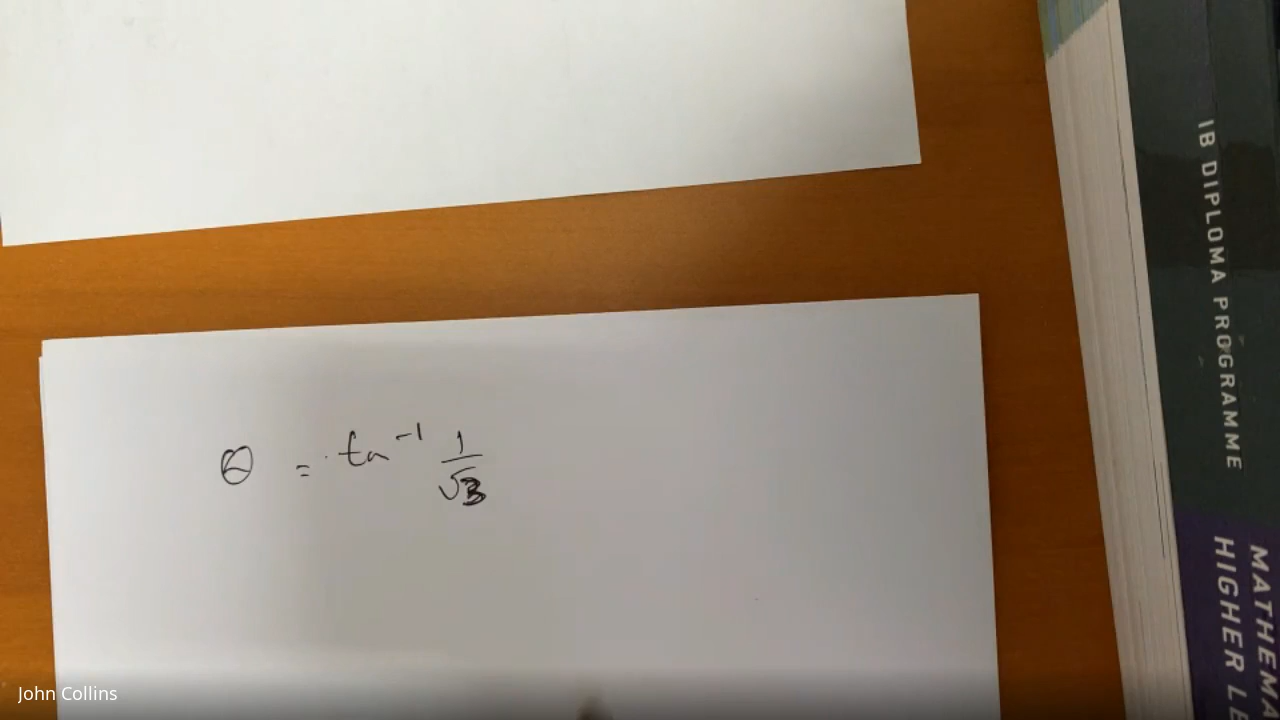 θ = tan⁻¹ 1/√3
IB DIPLOMA PROGRAMME
MATHEMA
HIGHER LE
John Collins